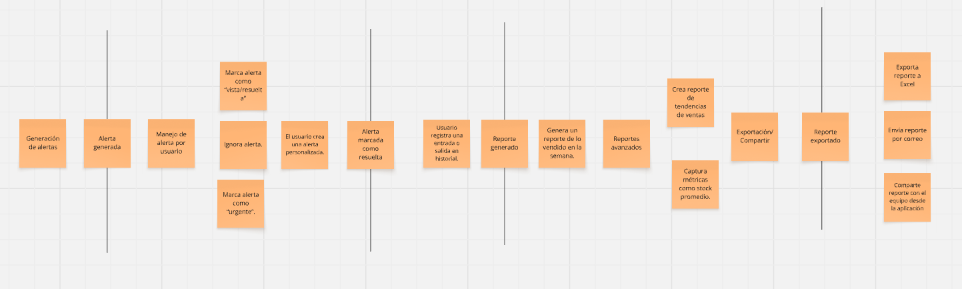 Generación
de alertas
Alerta
generada
Manejo de
alerta por
usuario
Marca alerta
como
"vista/resuelt
a"
Ignora alerta.
Marca alerta
como
"urgente".
El usuario crea
una alerta
personalizada.
Alerta
marcada
como
resuelta
Usuario
registra una
entrada o
salida en
historial.
Reporte
generado
Genera un
reporte de lo
vendido en la
semana.
Reportes
avanzados
Crea reporte
de
tendencias
de ventas
Captura
métricas
como stock
promedio.
Exportación/
Compartir
Reporte
exportado
Exporta
reporte a
Excel
Envia reporte
por correo
Comparte
reporte con el
equipo desde
la aplicación